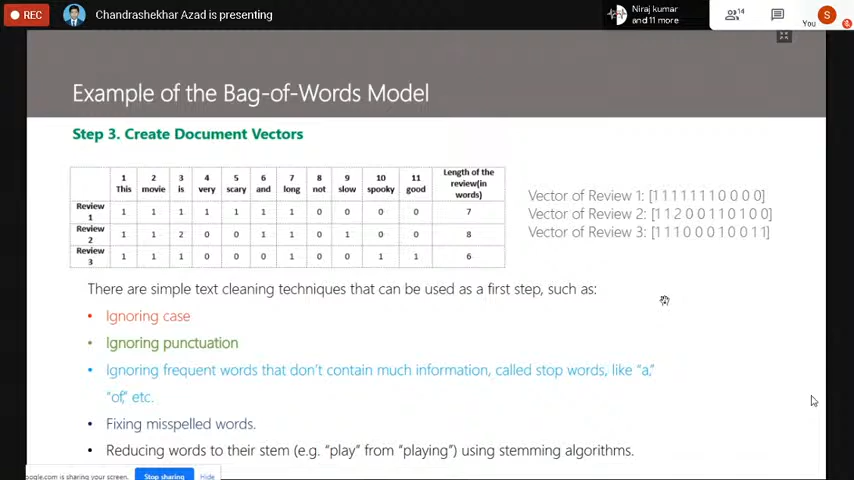 REC
Chandrashekhar Azad is presenting
Niraj kumar
and 11 more
14
S
You
Example of the Bag-of-Words Model
Step 3. Create Document Vectors
1 2 3 4 5 6 7 8 9 10 11 Length of the
This movie is very scary and long not slow spooky good review(in
words)
Review 1 1 1 1 1 1 1 1 0 0 0 0 7
Review 2 1 1 2 0 0 1 1 0 1 0 0 8
Review 3 1 1 1 0 0 0 1 0 0 1 1 6
Vector of Review 1: [1 1 1 1 1 1 1 0 0 0 0]
Vector of Review 2: [1 1 2 0 0 1 1 0 1 0 0]
Vector of Review 3: [1 1 1 0 0 0 1 0 0 1 1]
There are simple text cleaning techniques that can be used as a first step, such as:
• Ignoring case
• Ignoring punctuation
• Ignoring frequent words that don't contain much information, called stop words, like "a,"
"of," etc.
• Fixing misspelled words.
• Reducing words to their stem (e.g. "play" from "playing") using stemming algorithms.
oogle.com is sharing your screen.
Stop sharing
Hide